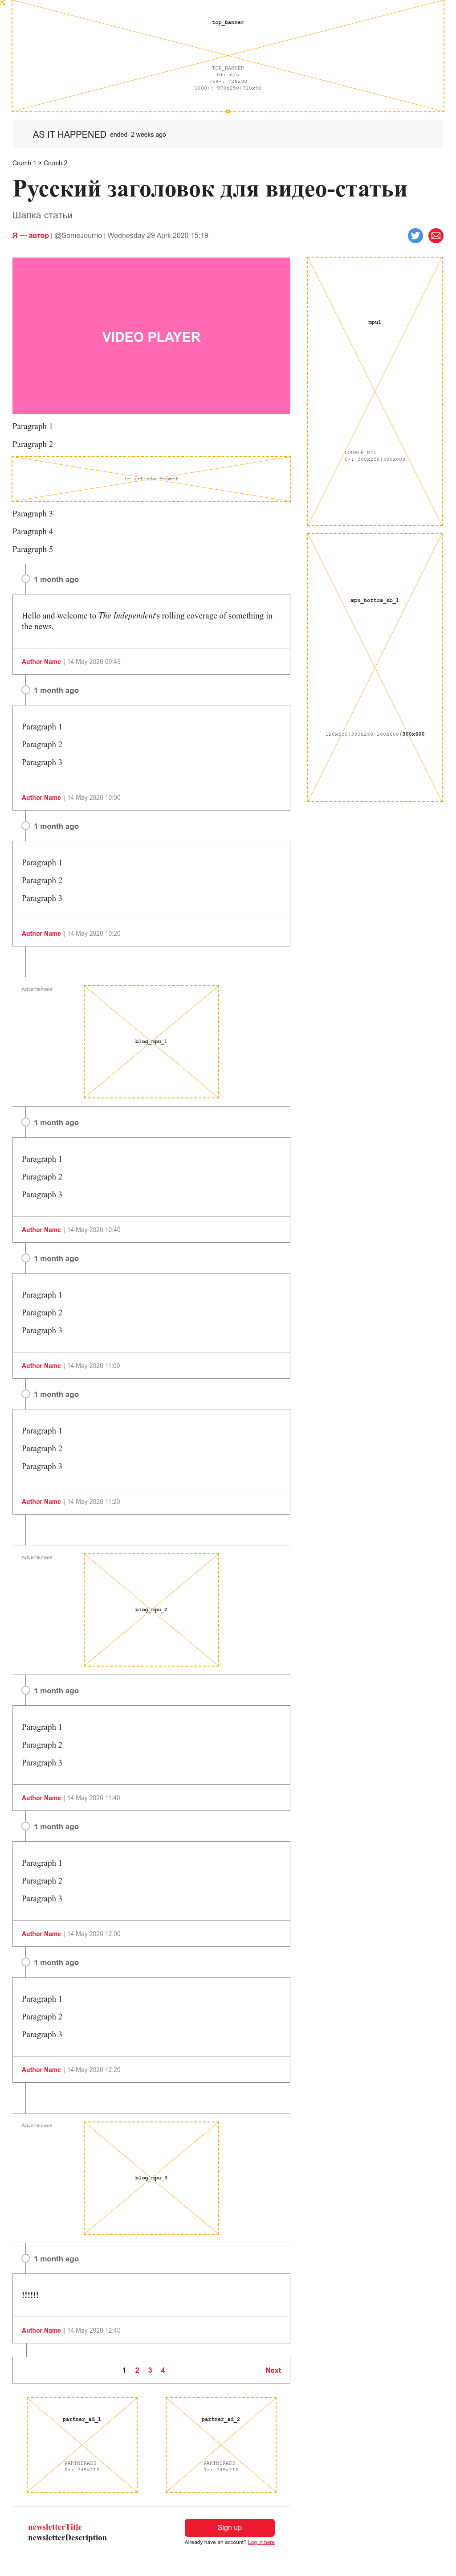 top_banner
TOP_BANNER
0+: n/a
768+: 728x90
1000+: 970x250|728x90
AS IT HAPPENED ended 2 weeks ago
Crumb 1 > Crumb 2
Русский заголовок для видео-статьи
Шапка статьи
Я — автор | @SomeJourno | Wednesday 29 April 2020 15:19
VIDEO PLAYER
mpu1
DOUBLE_MPU
0+: 300x250|300x600
Paragraph 1
Paragraph 2
in article prompt
Paragraph 3
Paragraph 4
Paragraph 5
mpu_bottom_sb_1
120x600|300x250|160x600|300x600
1 month ago
Hello and welcome to The Independent's rolling coverage of something in
the news.
Author Name | 14 May 2020 09:45
1 month ago
Paragraph 1
Paragraph 2
Paragraph 3
Author Name | 14 May 2020 10:00
1 month ago
Paragraph 1
Paragraph 2
Paragraph 3
Author Name | 14 May 2020 10:20
Advertisement
blog_mpu_1
1 month ago
Paragraph 1
Paragraph 2
Paragraph 3
Author Name | 14 May 2020 10:40
1 month ago
Paragraph 1
Paragraph 2
Paragraph 3
Author Name | 14 May 2020 11:00
1 month ago
Paragraph 1
Paragraph 2
Paragraph 3
Author Name | 14 May 2020 11:20
Advertisement
blog_mpu_2
1 month ago
Paragraph 1
Paragraph 2
Paragraph 3
Author Name | 14 May 2020 11:40
1 month ago
Paragraph 1
Paragraph 2
Paragraph 3
Author Name | 14 May 2020 12:00
1 month ago
Paragraph 1
Paragraph 2
Paragraph 3
Author Name | 14 May 2020 12:20
Advertisement
blog_mpu_3
1 month ago
!!!!!!
Author Name | 14 May 2020 12:40
1 2 3 4 Next
partner_ad_1
PARTNERADS
0+: 245x210
partner_ad_2
PARTNERADS
0+: 245x210
newsletterTitle
newsletterDescription
Sign up
Already have an account? Log in here